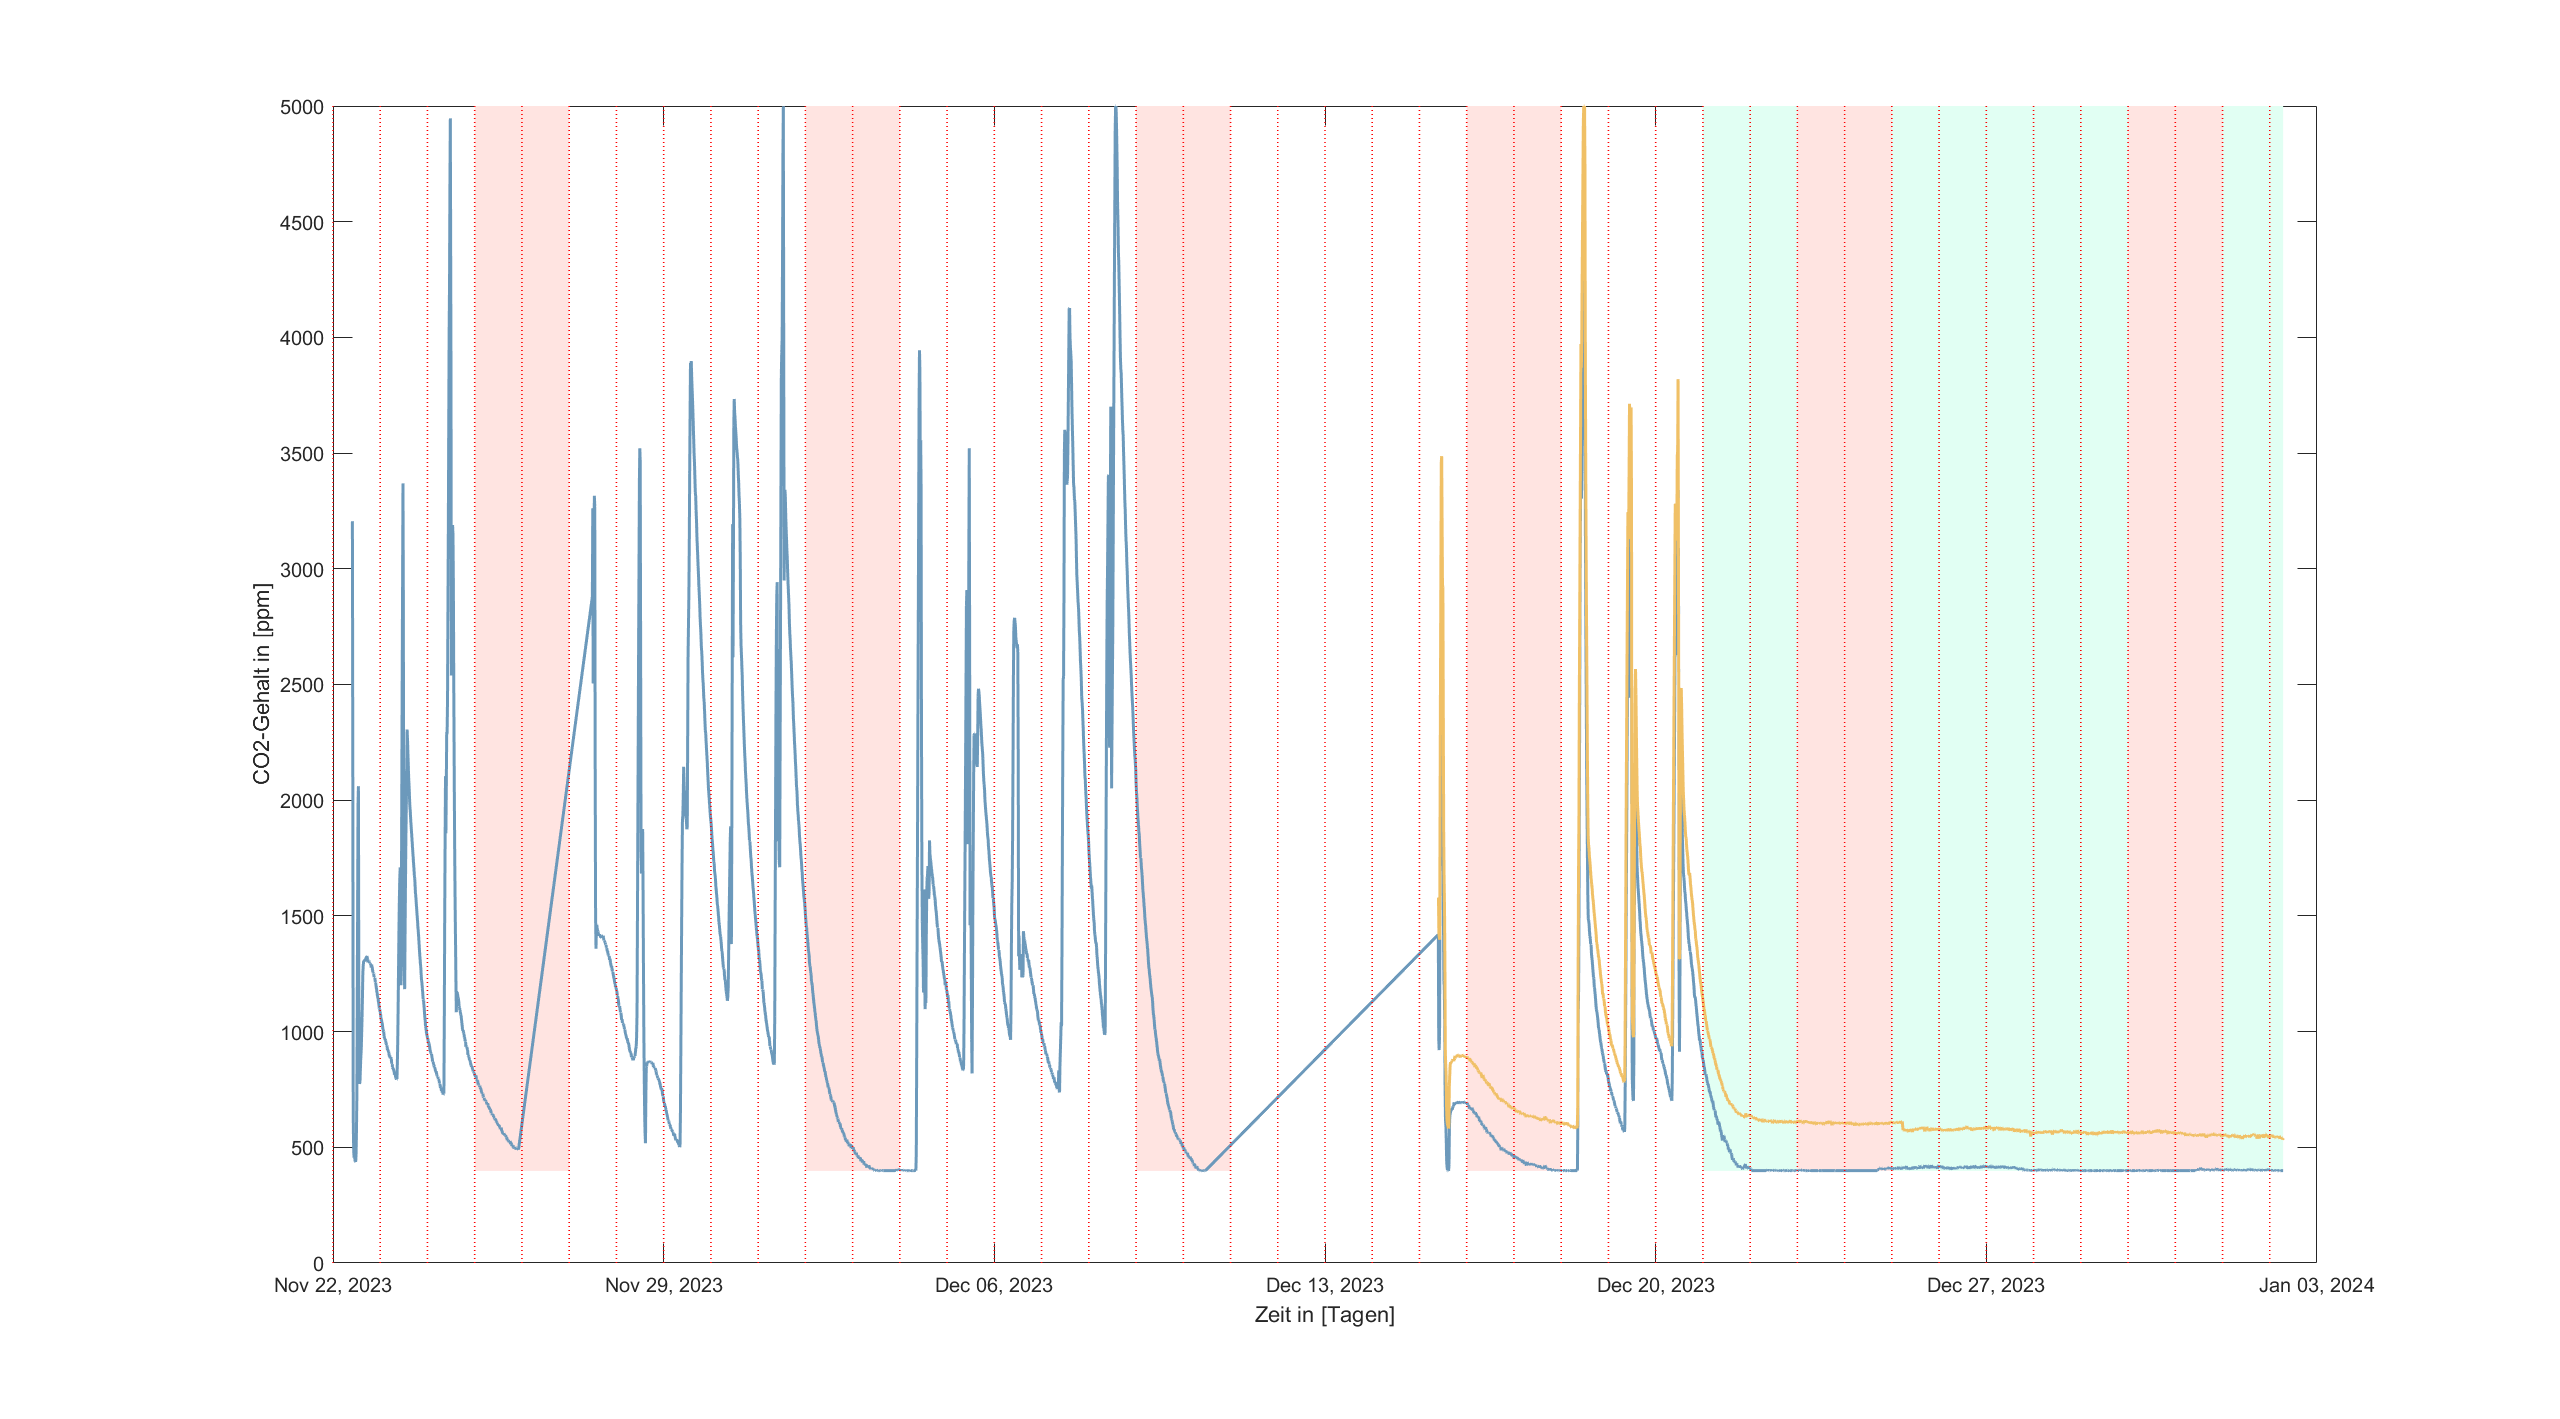 5000
4500
4000
3500
3000
2500
2000
1500
1000
500
0
CO2-Gehalt in [ppm]
Nov 22, 2023
Nov 29, 2023
Dec 06, 2023
Dec 13, 2023
Dec 20, 2023
Dec 27, 2023
Jan 03, 2024
Zeit in [Tagen]